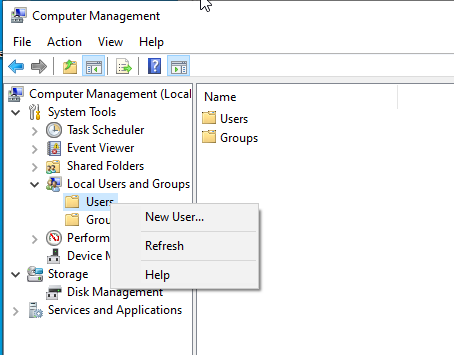 Computer Management
File Action View Help
Computer Management (Local
System Tools
Task Scheduler
Event Viewer
Shared Folders
Local Users and Groups
Users
Grou
Perform
Device M
Storage
Disk Management
Services and Applications
Name
Users
Groups
New User...
Refresh
Help